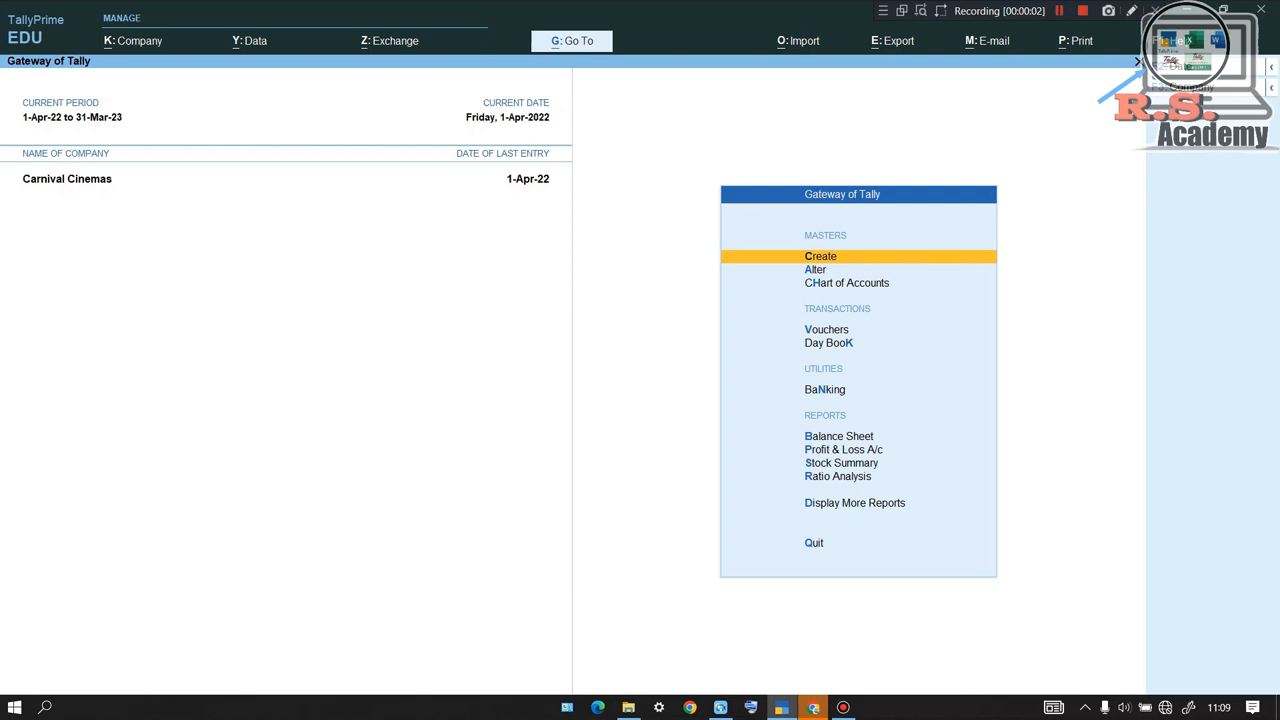 TallyPrime
EDU
MANAGE
K: Company
Y: Data
Z: Exchange
G: Go To
O: Import
E: Export
M: E-mail
P: Print
Recording [00:00:02]
Gateway of Tally
CURRENT PERIOD
1-Apr-22 to 31-Mar-23
CURRENT DATE
Friday, 1-Apr-2022
NAME OF COMPANY
DATE OF LAST ENTRY
Carnival Cinemas
1-Apr-22
Gateway of Tally
MASTERS
Create
Alter
CHart of Accounts
TRANSACTIONS
Vouchers
Day BooK
UTILITIES
BaNking
REPORTS
Balance Sheet
Profit & Loss A/c
Stock Summary
Ratio Analysis
Display More Reports
Quit
R.S.
Academy
11:09